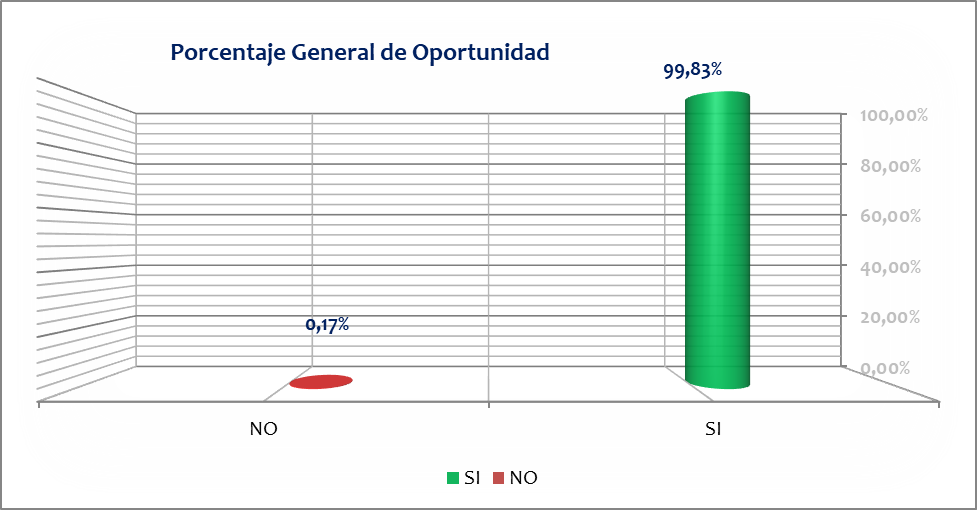 Porcentaje General de Oportunidad
99,83%
100,00%
80,00%
60,00%
40,00%
20,00%
0,00%
0,17%
NO
SI
SI
NO